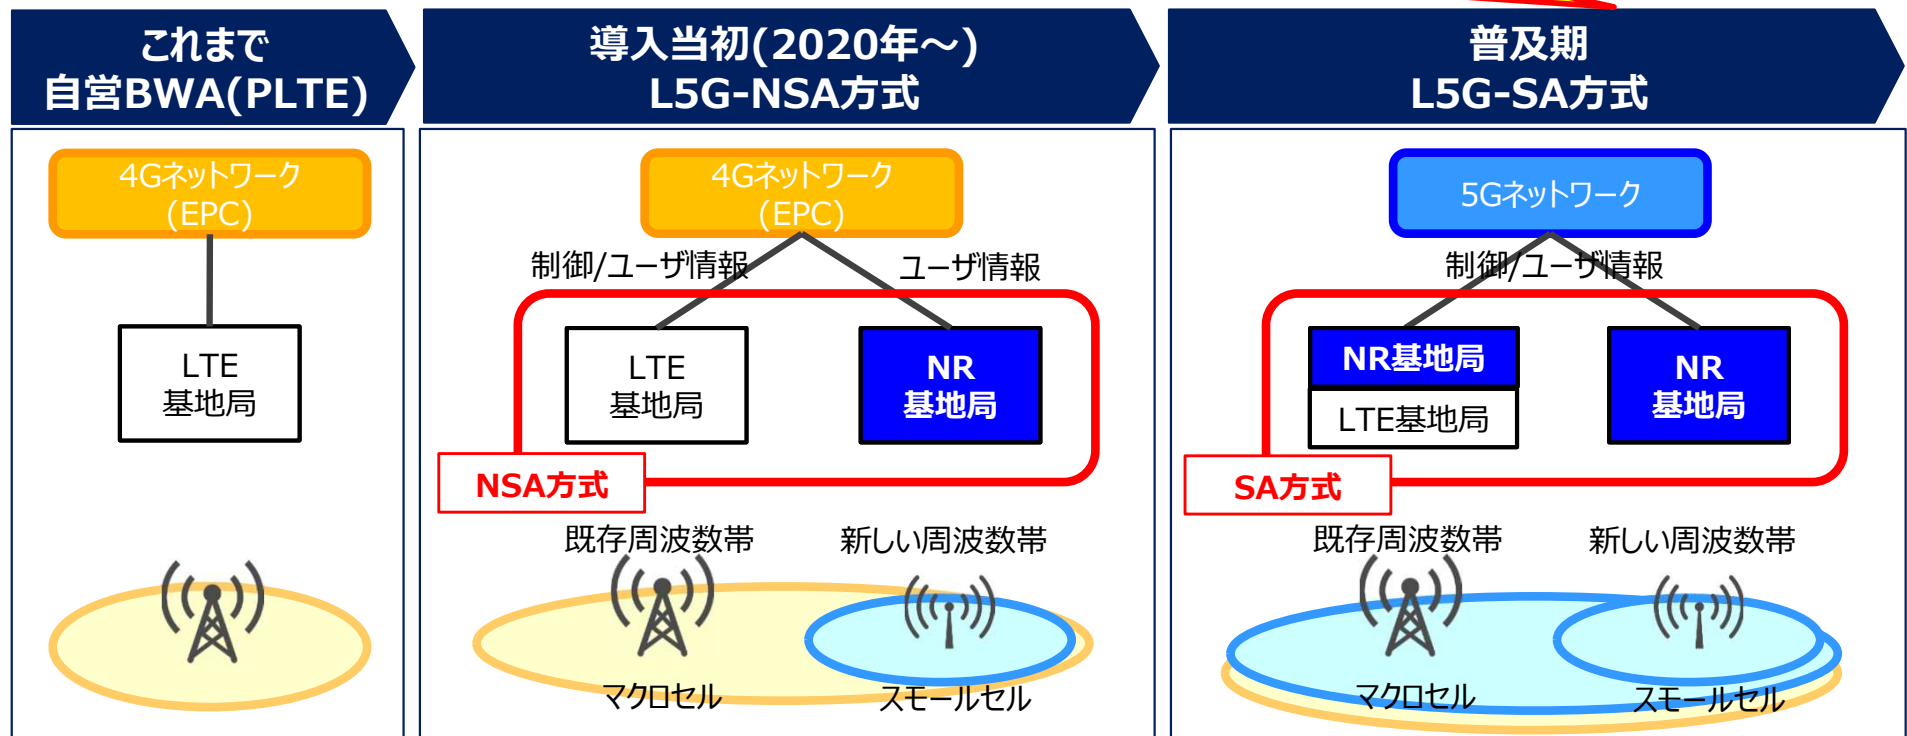 これまで
自営BWA(PLTE)
導入当初(2020年～)
L5G-NSA方式
普及期
L5G-SA方式
4Gネットワーク
(EPC)
LTE
基地局
4Gネットワーク
(EPC)
制御/ユーザ情報
ユーザ情報
LTE
基地局
NR
基地局
NSA方式
既存周波数帯
新しい周波数帯
マクロセル
スモールセル
5Gネットワーク
制御/ユーザ情報
NR基地局
LTE基地局
NR
基地局
SA方式
既存周波数帯
新しい周波数帯
マクロセル
スモールセル